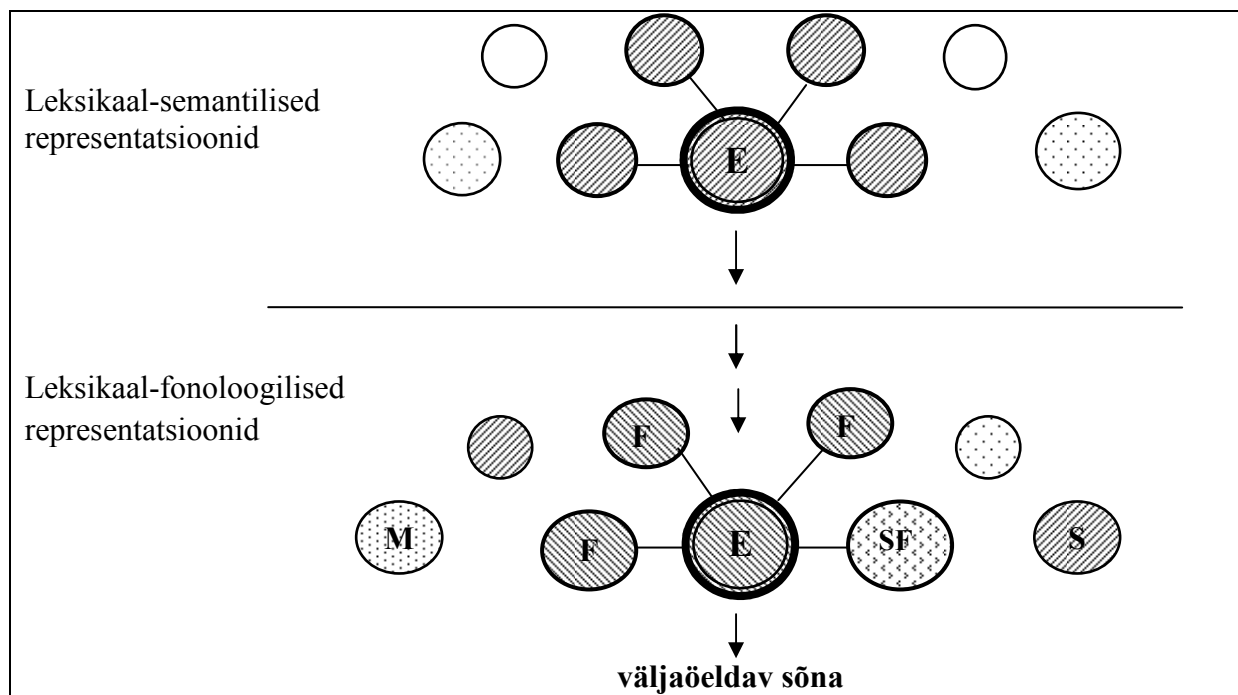 Leksikaal-semantilised
representatsioonid
E
Leksikaal-fonoloogilised
representatsioonid
F
F
M
F
E
SF
S
väljaöeldav sõna